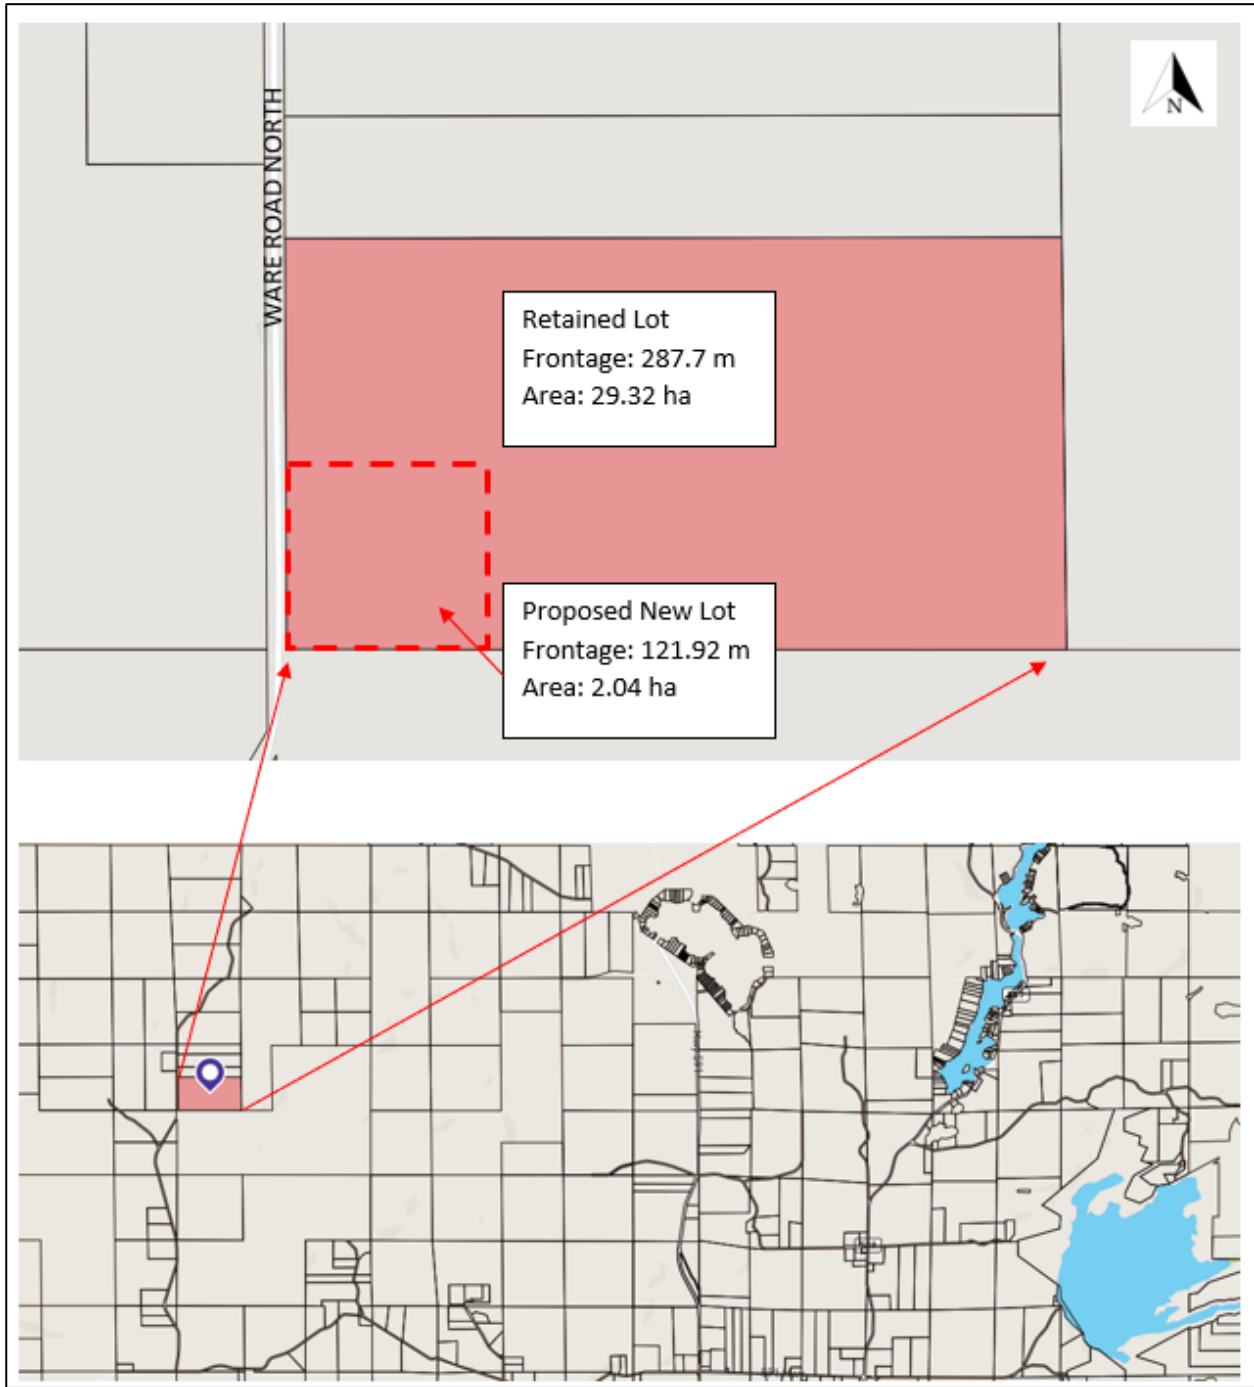 N
WARE ROAD NORTH
Retained Lot
Frontage: 287.7 m
Area: 29.32 ha
Proposed New Lot
Frontage: 121.92 m
Area: 2.04 ha